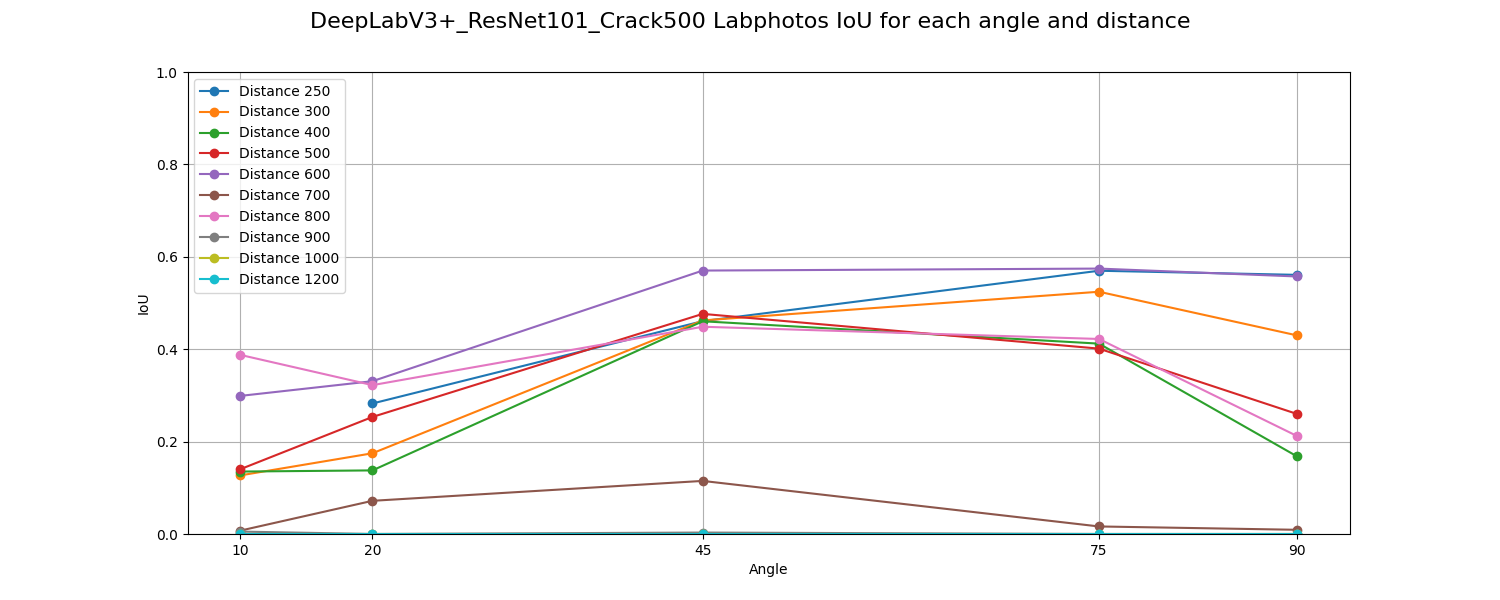 DeepLabV3+_ResNet101_Crack500 Labphotos IoU for each angle and distance
1.0
0.8
0.6
0.4
0.2
0.0
IoU
Distance 250
Distance 300
Distance 400
Distance 500
Distance 600
Distance 700
Distance 800
Distance 900
Distance 1000
Distance 1200
10 20 45 75 90
Angle